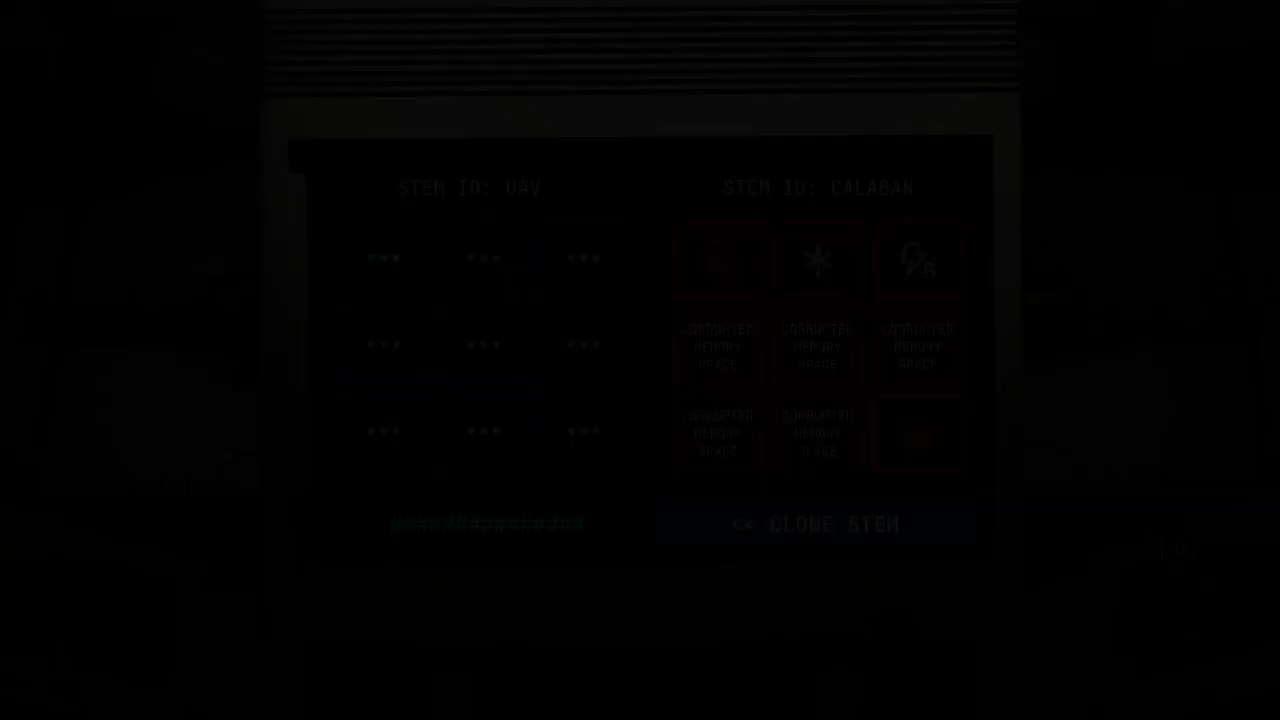 STEM ID: UAV
STEM ID: CALABAN
CORRUPTED
MEMORY
SPACE
CORRUPTED
MEMORY
SPACE
CORRUPTED
MEMORY
SPACE
CORRUPTED
MEMORY
SPACE
CORRUPTED
MEMORY
SPACE
###############
<< CLONE STEM